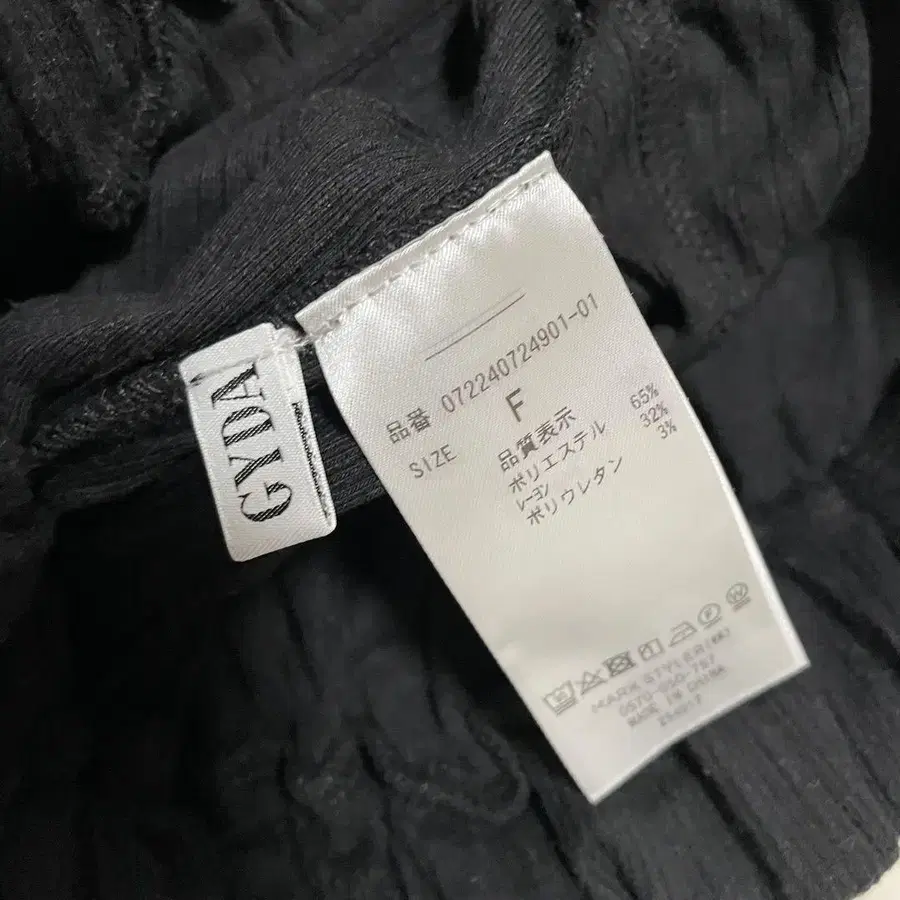 GYDA
品番 072240724901-01
SIZE F
品質表示
ポリエステル 65%
レーヨン 32%
ポリウレタン 3%
MARK STYLER(株)
MADE IN CHINA